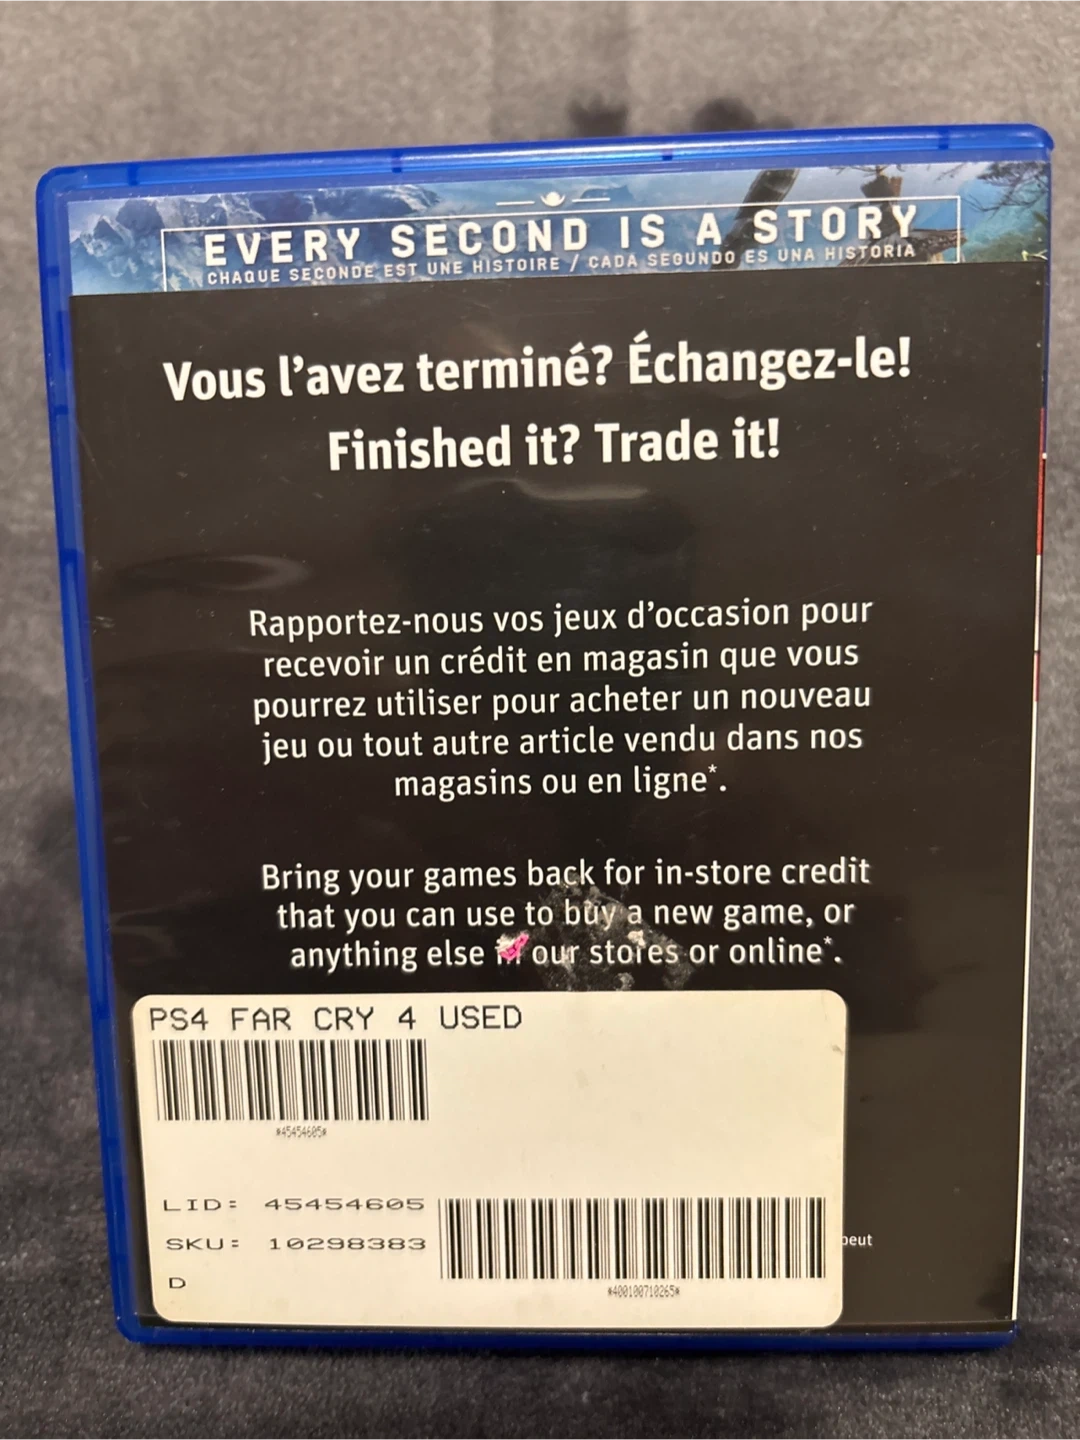 EVERY SECOND IS A STORY
CHAQUE SECONDE EST UNE HISTOIRE / CADA SEGUNDO ES UNA HISTORIA
Vous l’avez terminé? Échangez-le!
Finished it? Trade it!
Rapportez-nous vos jeux d’occasion pour
recevoir un crédit en magasin que vous
pourrez utiliser pour acheter un nouveau
jeu ou tout autre article vendu dans nos
magasins ou en ligne*.
Bring your games back for in-store credit
that you can use to buy a new game, or
anything else in our stores or online*.
PS4 FAR CRY 4 USED
*45454605*
LID: 45454605
SKU: 10298383
D
*400100710265*
peut